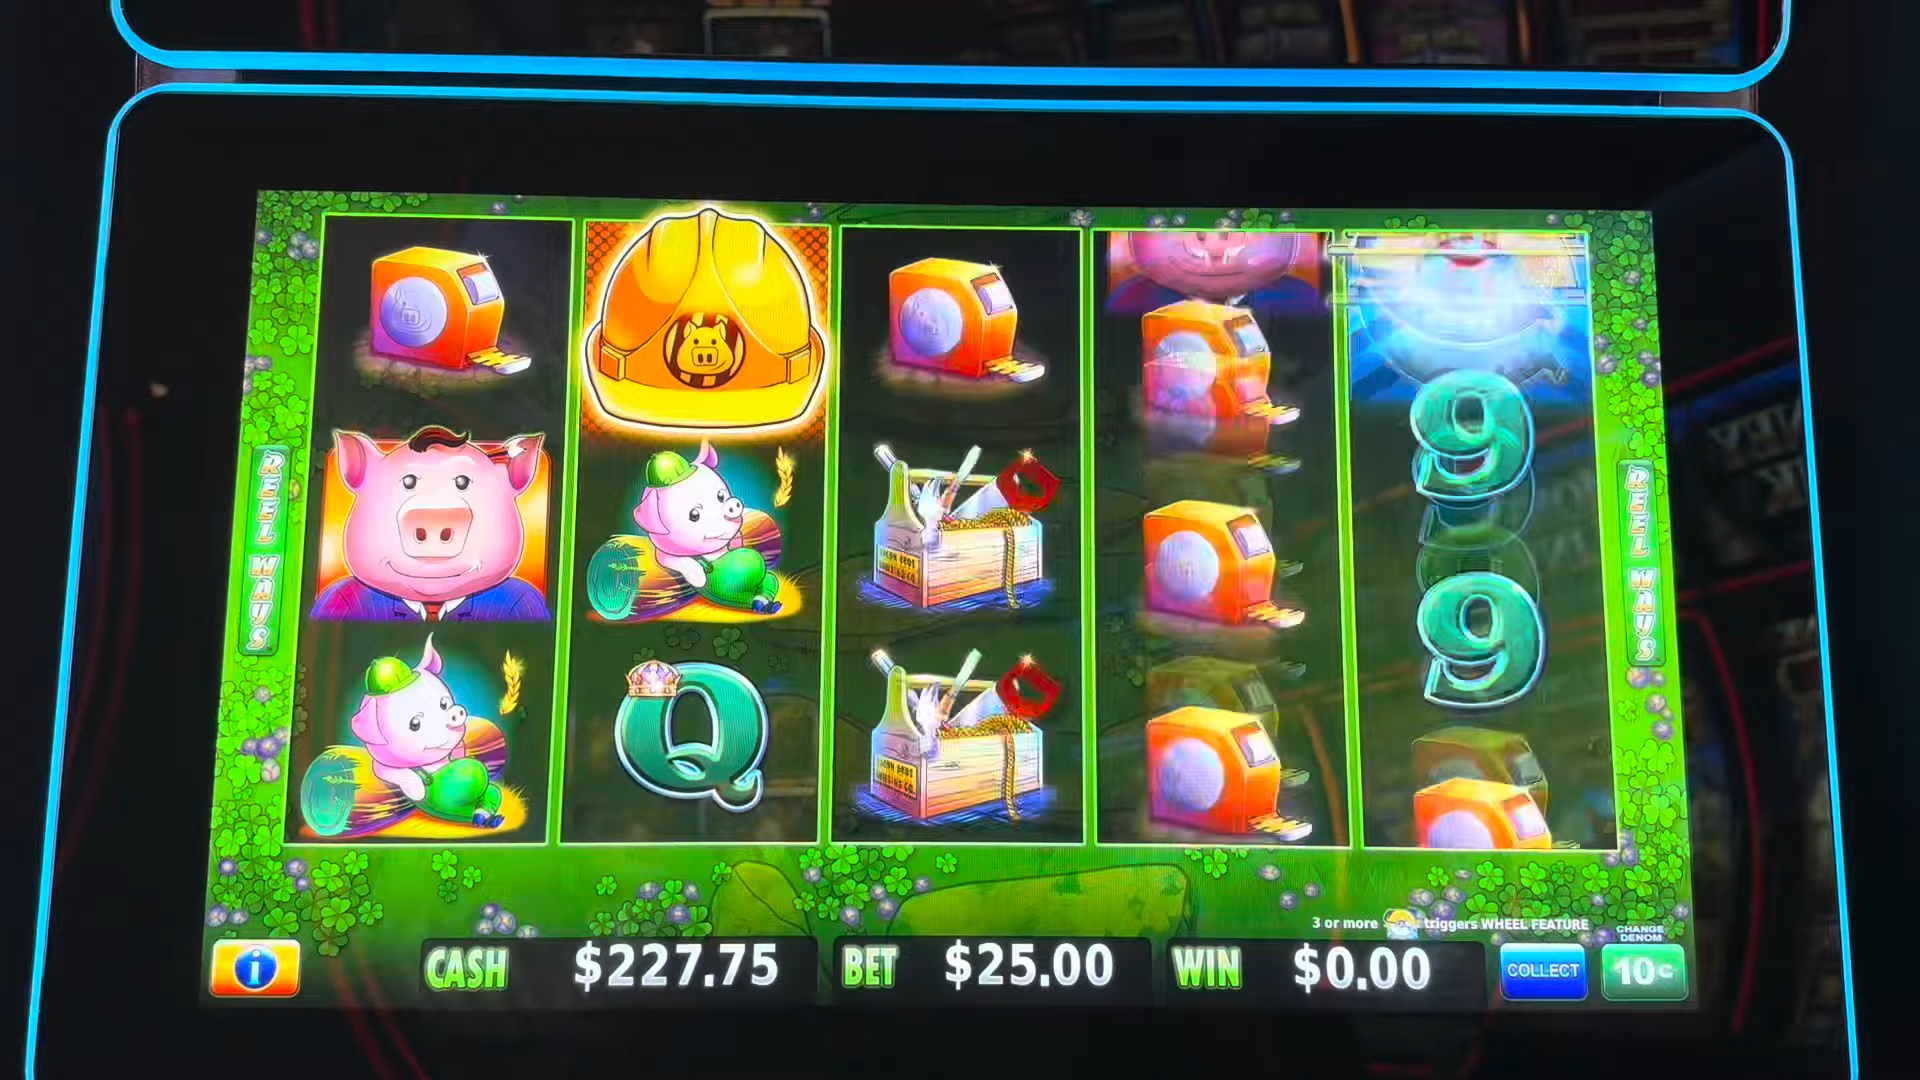 REEL WAYS
REEL WAYS
9
9
Q
3 or more triggers WHEEL FEATURE
CHANGE
DENOM
CASH $227.75 BET $25.00 WIN $0.00 COLLECT 10¢